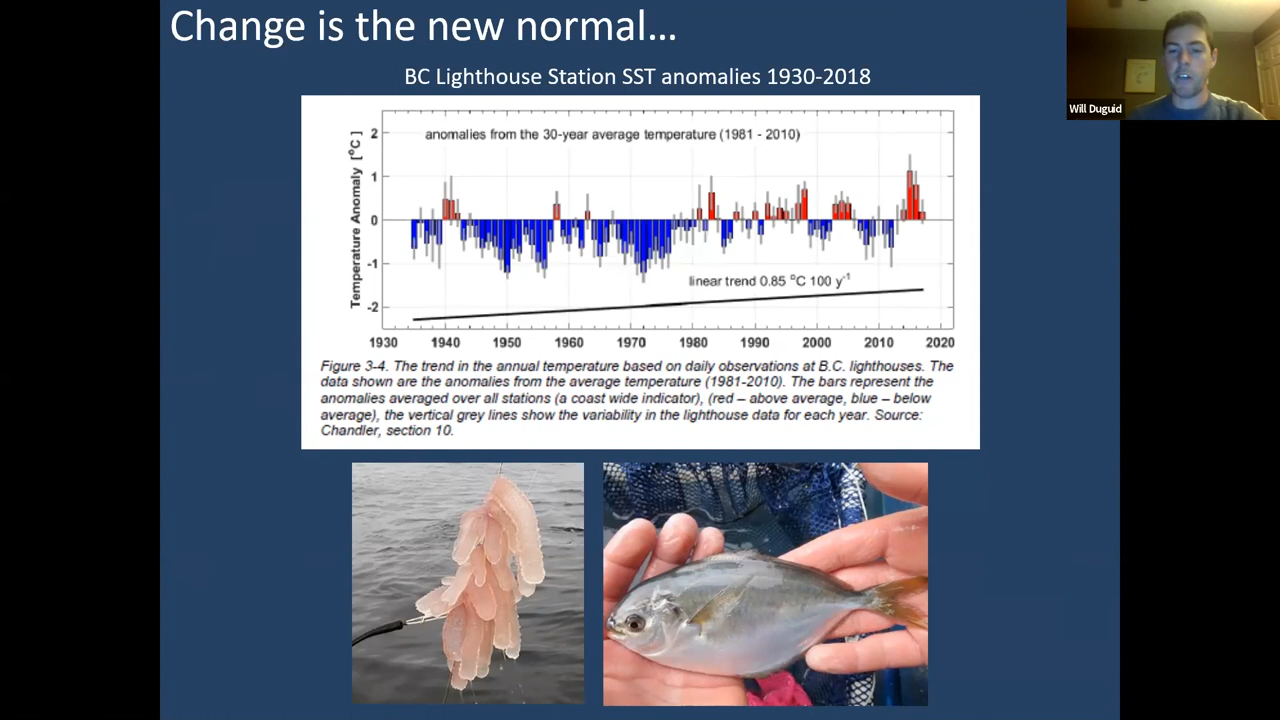 Change is the new normal…
Will Duguid
BC Lighthouse Station SST anomalies 1930-2018
anomalies from the 30-year average temperature (1981 - 2010)
Temperature Anomaly [°C]
2
1
0
-1
-2
linear trend 0.85 °C 100 y⁻¹
1930 1940 1950 1960 1970 1980 1990 2000 2010 2020
Figure 3-4. The trend in the annual temperature based on daily observations at B.C. lighthouses. The
data shown are the anomalies from the average temperature (1981-2010). The bars represent the
anomalies averaged over all stations (a coast wide indicator), (red – above average, blue – below
average), the vertical grey lines show the variability in the lighthouse data for each year. Source:
Chandler, section 10.